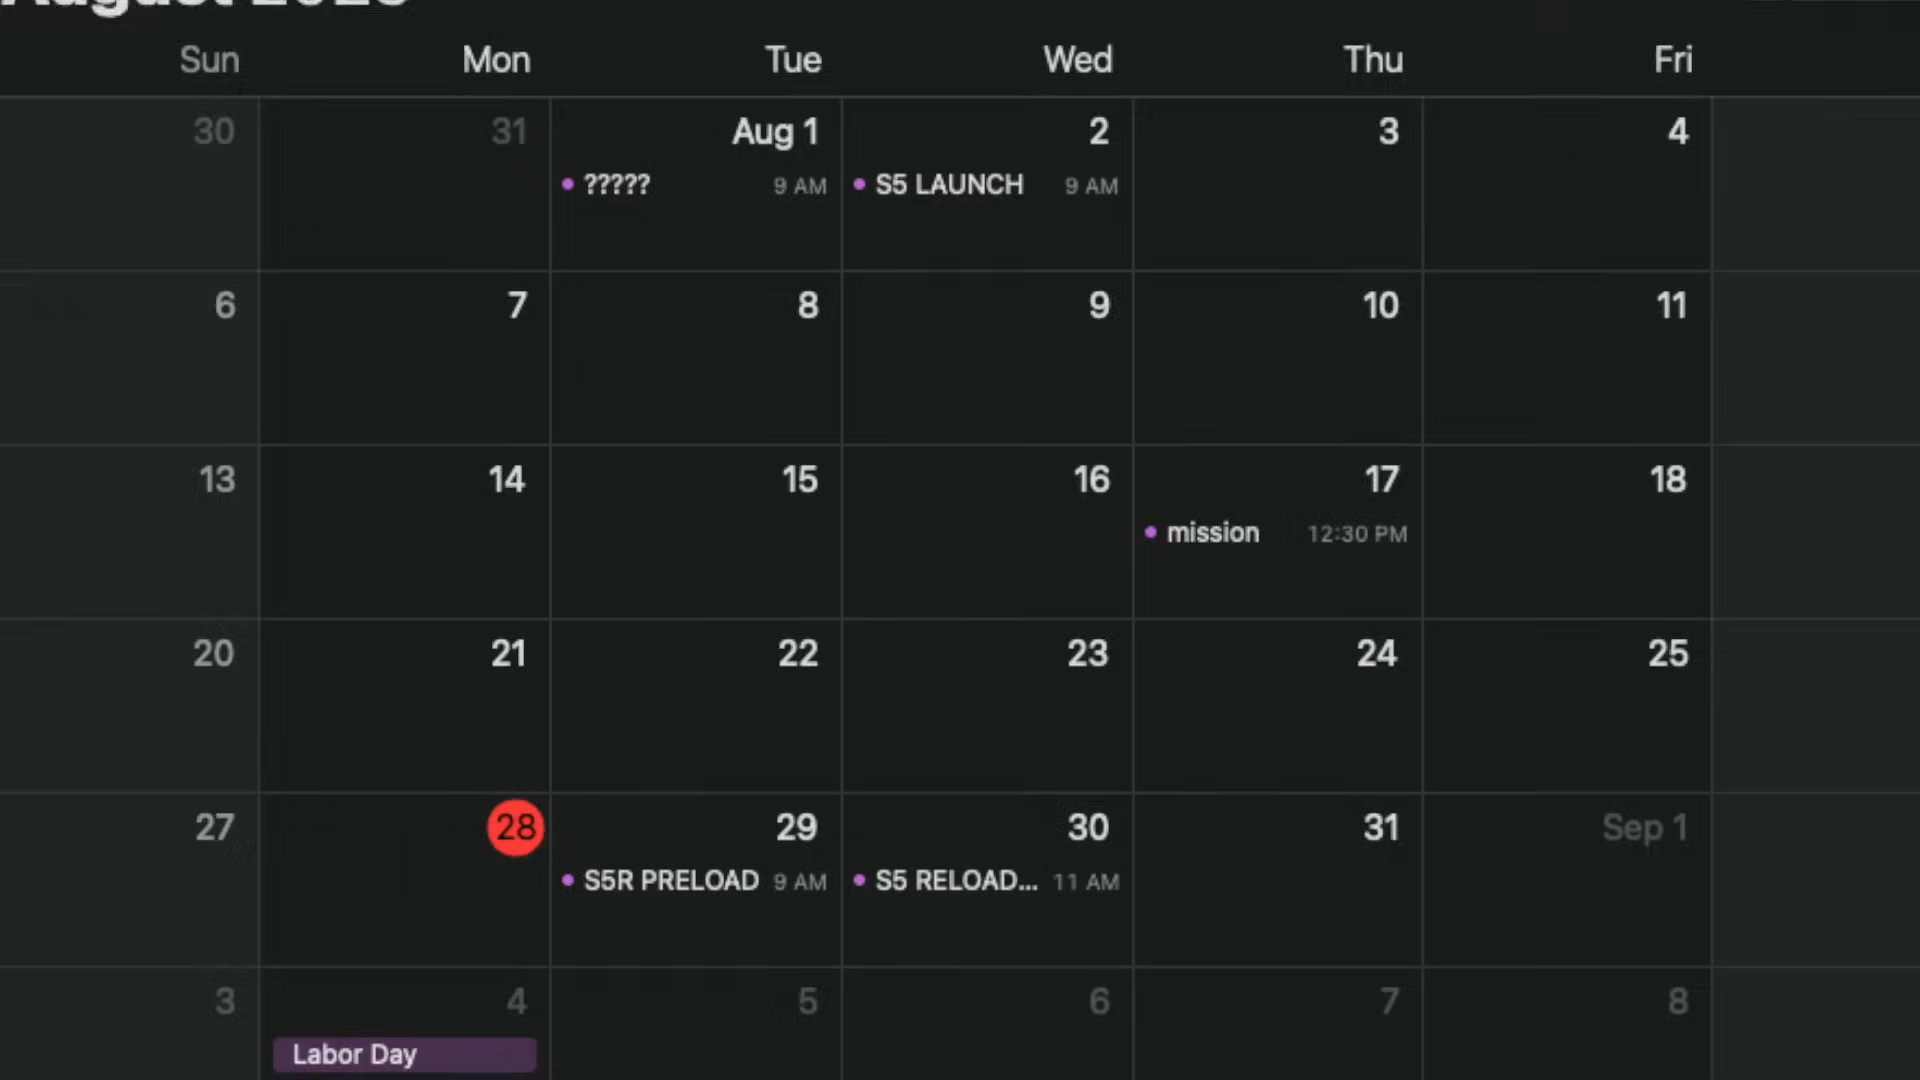 August 2023
Sun Mon Tue Wed Thu Fri
30 31 Aug 1 2 3 4
????? 9 AM S5 LAUNCH 9 AM
6 7 8 9 10 11
13 14 15 16 17 18
mission 12:30 PM
20 21 22 23 24 25
27 28 29 30 31 Sep 1
S5R PRELOAD 9 AM S5 RELOAD... 11 AM
3 4 5 6 7 8
Labor Day